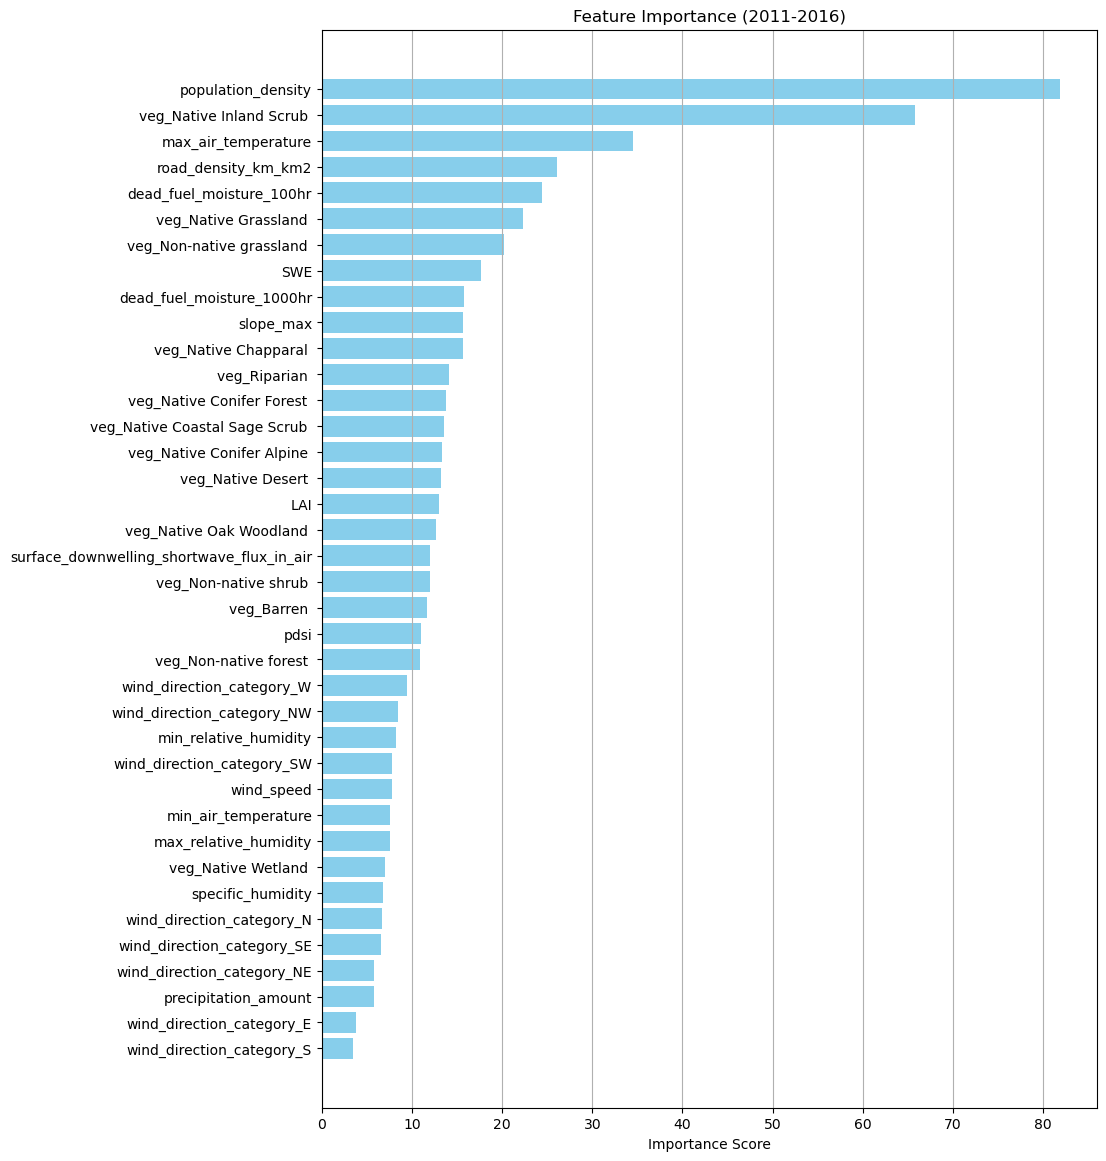 Feature Importance (2011-2016)
population_density
veg_Native Inland Scrub
max_air_temperature
road_density_km_km2
dead_fuel_moisture_100hr
veg_Native Grassland
veg_Non-native grassland
SWE
dead_fuel_moisture_1000hr
slope_max
veg_Native Chapparal
veg_Riparian
veg_Native Conifer Forest
veg_Native Coastal Sage Scrub
veg_Native Conifer Alpine
veg_Native Desert
LAI
veg_Native Oak Woodland
surface_downwelling_shortwave_flux_in_air
veg_Non-native shrub
veg_Barren
pdsi
veg_Non-native forest
wind_direction_category_W
wind_direction_category_NW
min_relative_humidity
wind_direction_category_SW
wind_speed
min_air_temperature
max_relative_humidity
veg_Native Wetland
specific_humidity
wind_direction_category_N
wind_direction_category_SE
wind_direction_category_NE
precipitation_amount
wind_direction_category_E
wind_direction_category_S
0 10 20 30 40 50 60 70 80
Importance Score